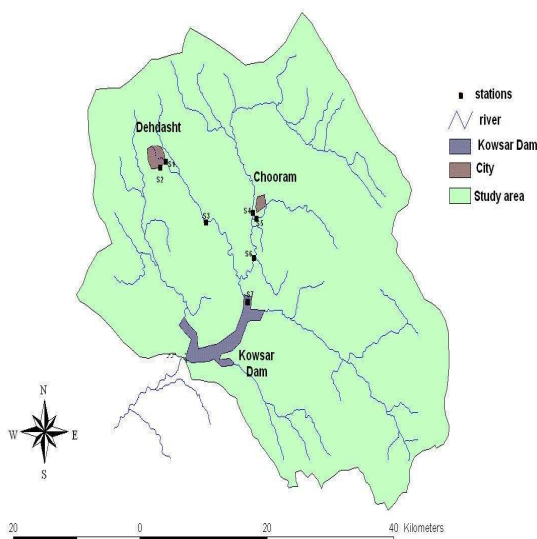 stations
river
Kowsar Dam
City
Study area
Dehdasht
S1
S2
Chooram
S4
S5
S3
S6
S7
Kowsar
Dam
N
W E
S
20 0 20 40 Kilometers